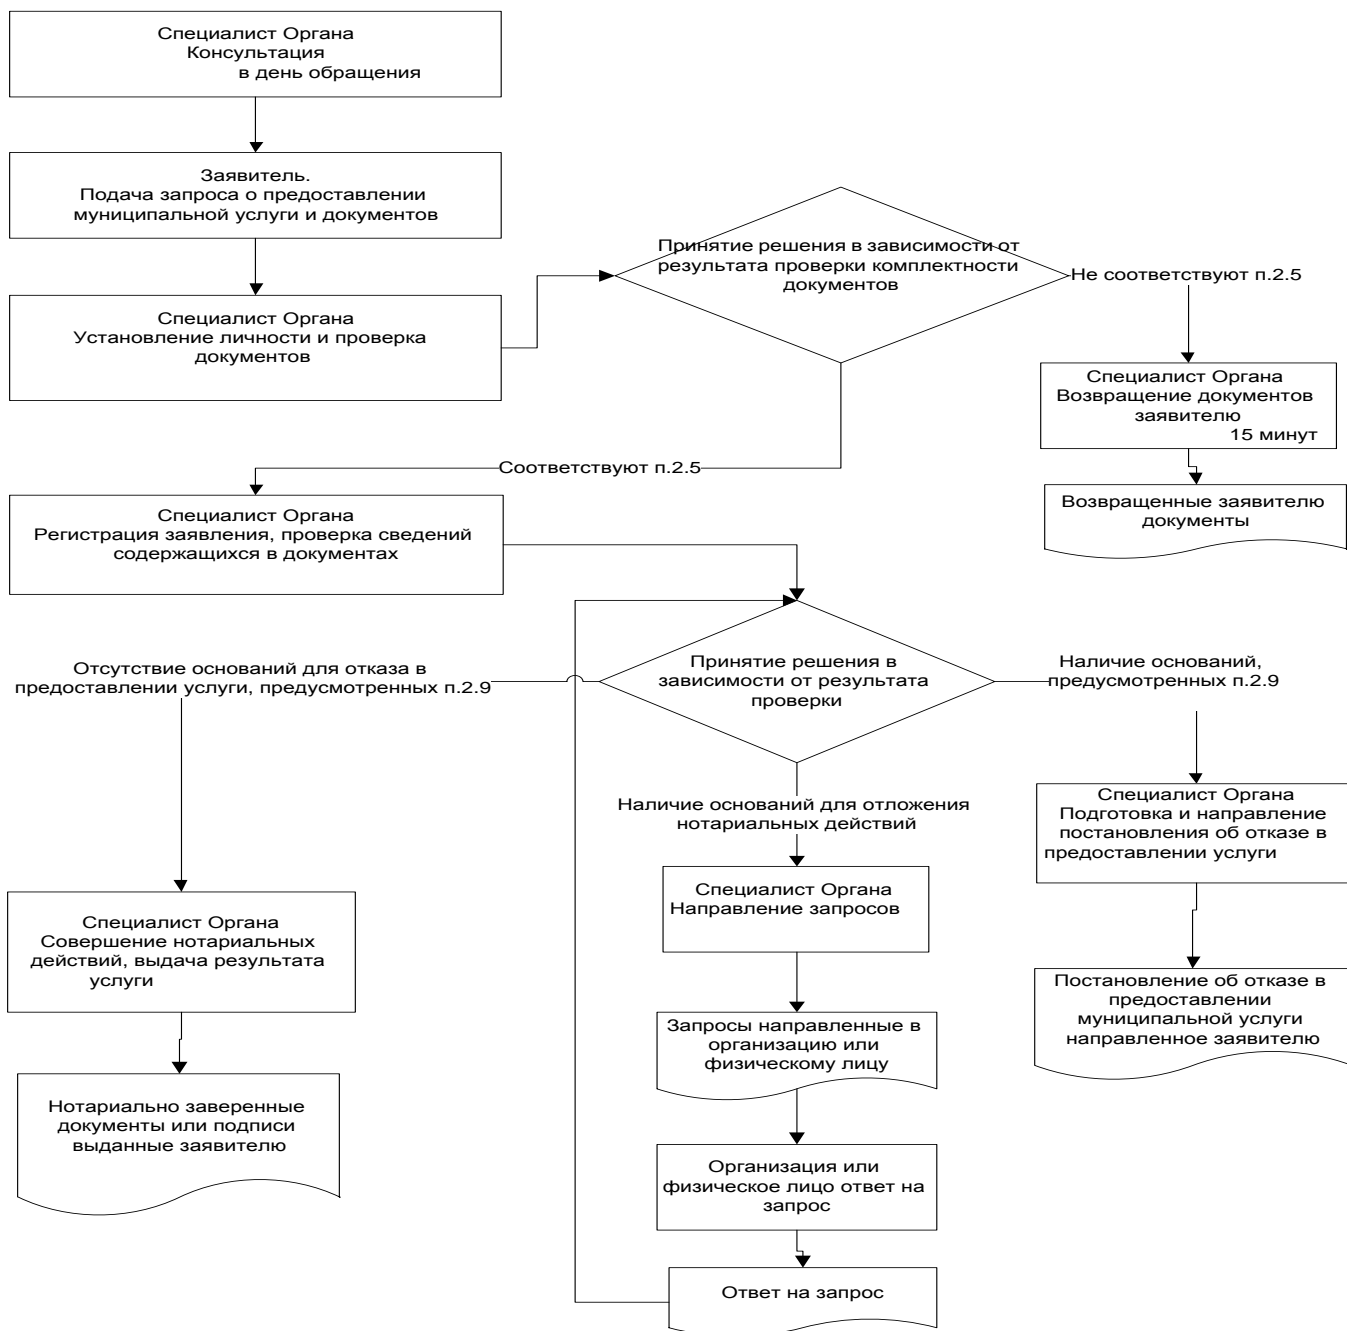 Специалист Органа
Консультация
в день обращения
Заявитель.
Подача запроса о предоставлении
муниципальной услуги и документов
Специалист Органа
Установление личности и проверка
документов
Принятие решения в зависимости от
результата проверки комплектности
документов
Не соответствуют п.2.5
Специалист Органа
Возвращение документов
заявителю
15 минут
Возвращенные заявителю
документы
Соответствуют п.2.5
Специалист Органа
Регистрация заявления, проверка сведений
содержащихся в документах
Принятие решения в
зависимости от результата
проверки
Отсутствие оснований для отказа в
предоставлении услуги, предусмотренных п.2.9
Специалист Органа
Совершение нотариальных
действий, выдача результата
услуги
Нотариально заверенные
документы или подписи
выданные заявителю
Наличие оснований для отложения
нотариальных действий
Специалист Органа
Направление запросов
Запросы направленные в
организацию или
физическому лицу
Организация или
физическое лицо ответ на
запрос
Ответ на запрос
Наличие оснований,
предусмотренных п.2.9
Специалист Органа
Подготовка и направление
постановления об отказе в
предоставлении услуги
Постановление об отказе в
предоставлении
муниципальной услуги
направленное заявителю